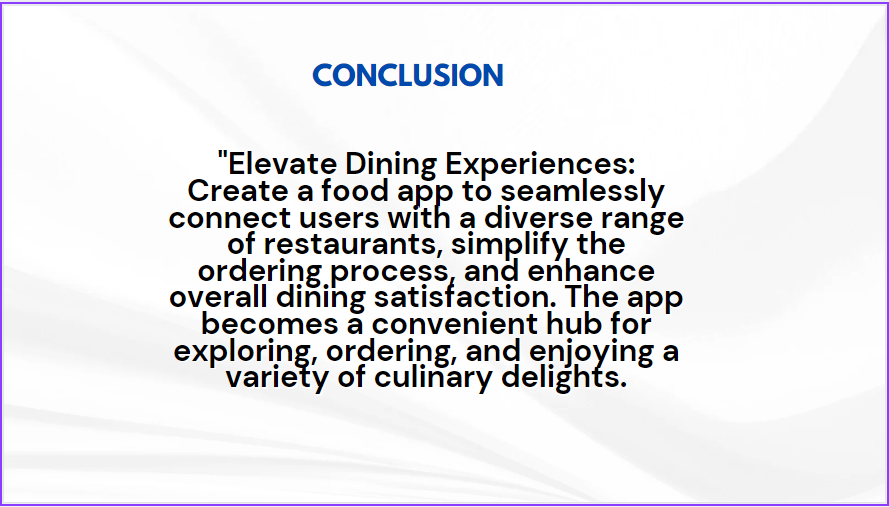 CONCLUSION
"Elevate Dining Experiences:
Create a food app to seamlessly
connect users with a diverse range
of restaurants, simplify the
ordering process, and enhance
overall dining satisfaction. The app
becomes a convenient hub for
exploring, ordering, and enjoying a
variety of culinary delights.